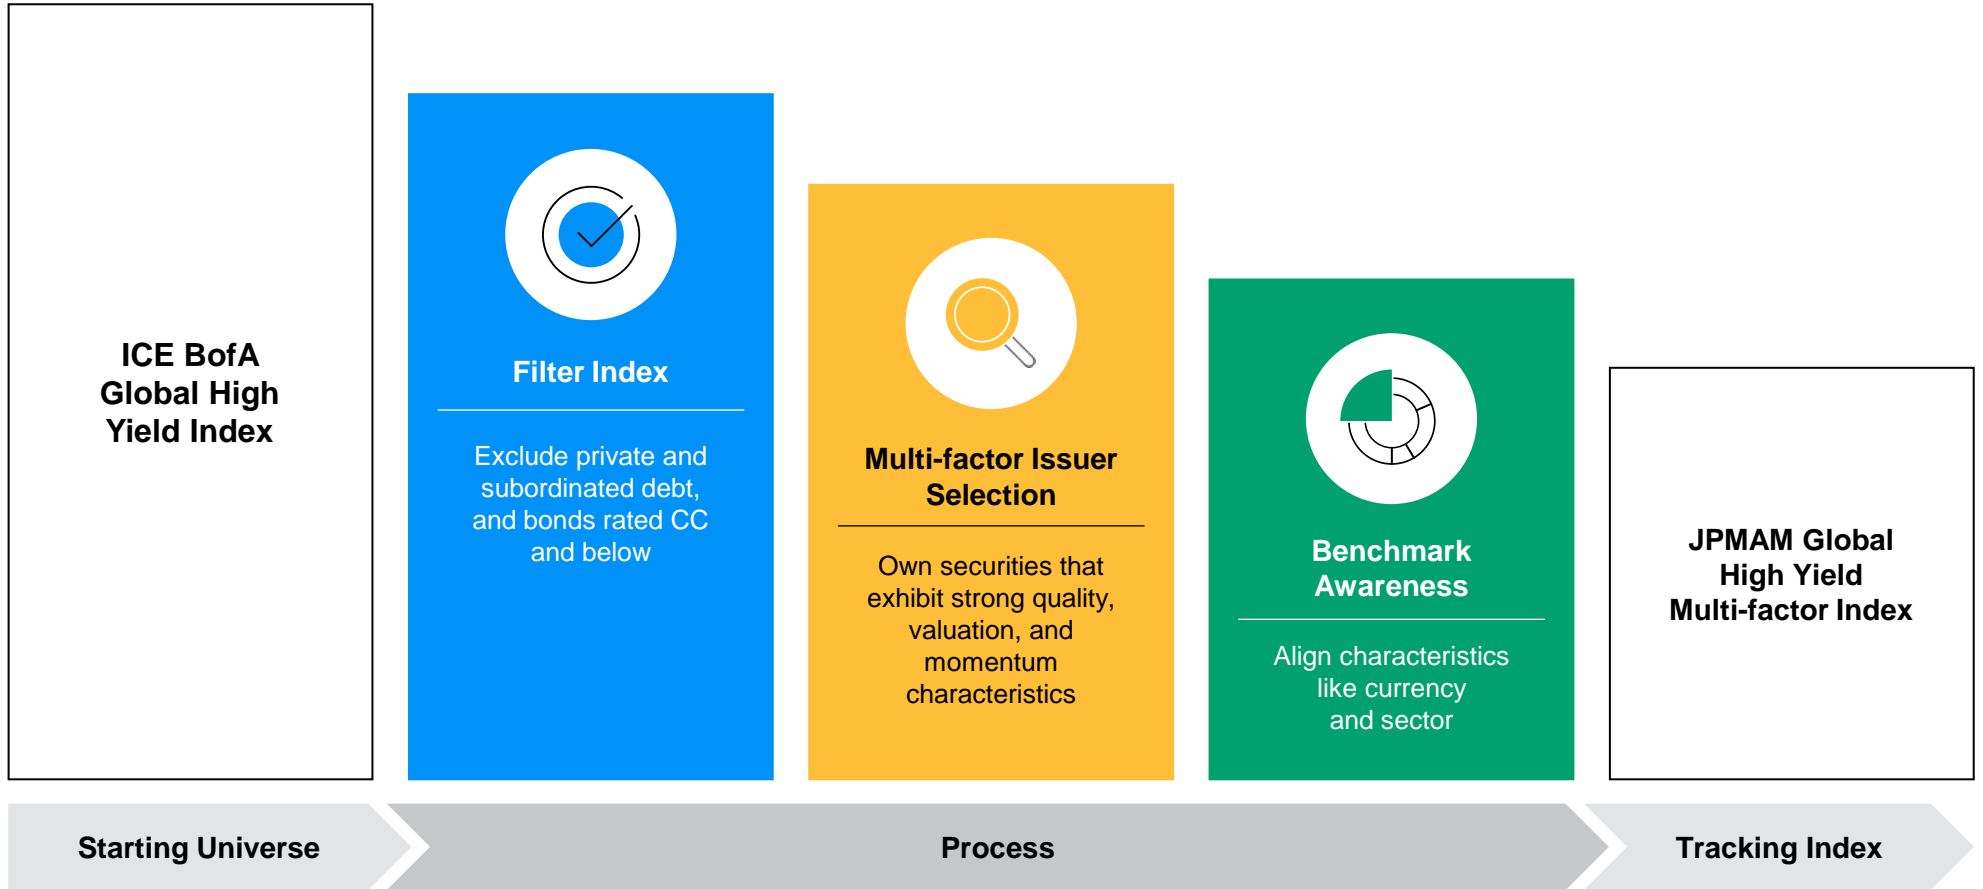 ICE BofA
Global High
Yield Index
Filter Index
Exclude private and
subordinated debt,
and bonds rated CC
and below
Multi-factor Issuer
Selection
Own securities that
exhibit strong quality,
valuation, and
momentum
characteristics
Benchmark
Awareness
Align characteristics
like currency
and sector
JPMAM Global
High Yield
Multi-factor Index
Starting Universe
Process
Tracking Index